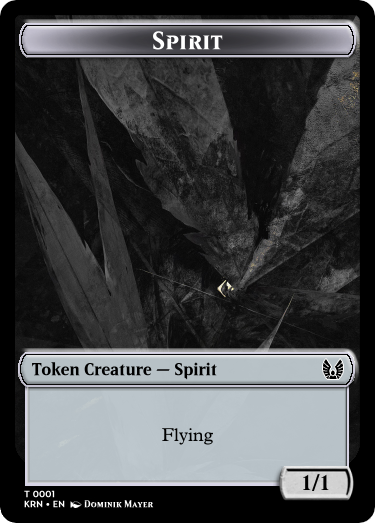 Spirit
Token Creature — Spirit
Flying
1/1
T 0001
KRN • EN Dominik Mayer